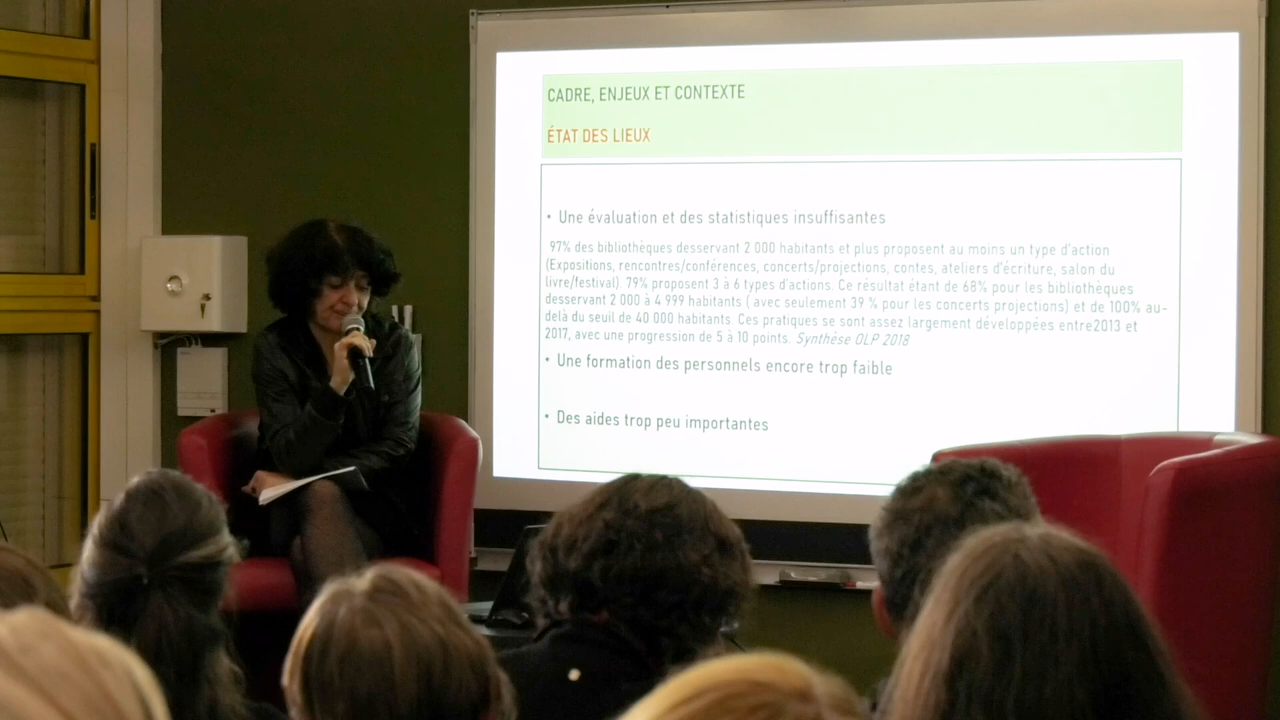 CADRE, ENJEUX ET CONTEXTE
ÉTAT DES LIEUX
• Une évaluation et des statistiques insuffisantes
97% des bibliothèques desservant 2 000 habitants et plus proposent au moins un type d'action
(Expositions, rencontres/conférences, concerts/projections, contes, ateliers d'écriture, salon du
livre/festival). 79% proposent 3 à 6 types d'actions. Ce résultat étant de 68% pour les bibliothèques
desservant 2 000 à 4 999 habitants ( avec seulement 39 % pour les concerts projections) et de 100% au-
delà du seuil de 40 000 habitants. Ces pratiques se sont assez largement développées entre2013 et
2017, avec une progression de 5 à 10 points. Synthèse OLP 2018
• Une formation des personnels encore trop faible
• Des aides trop peu importantes